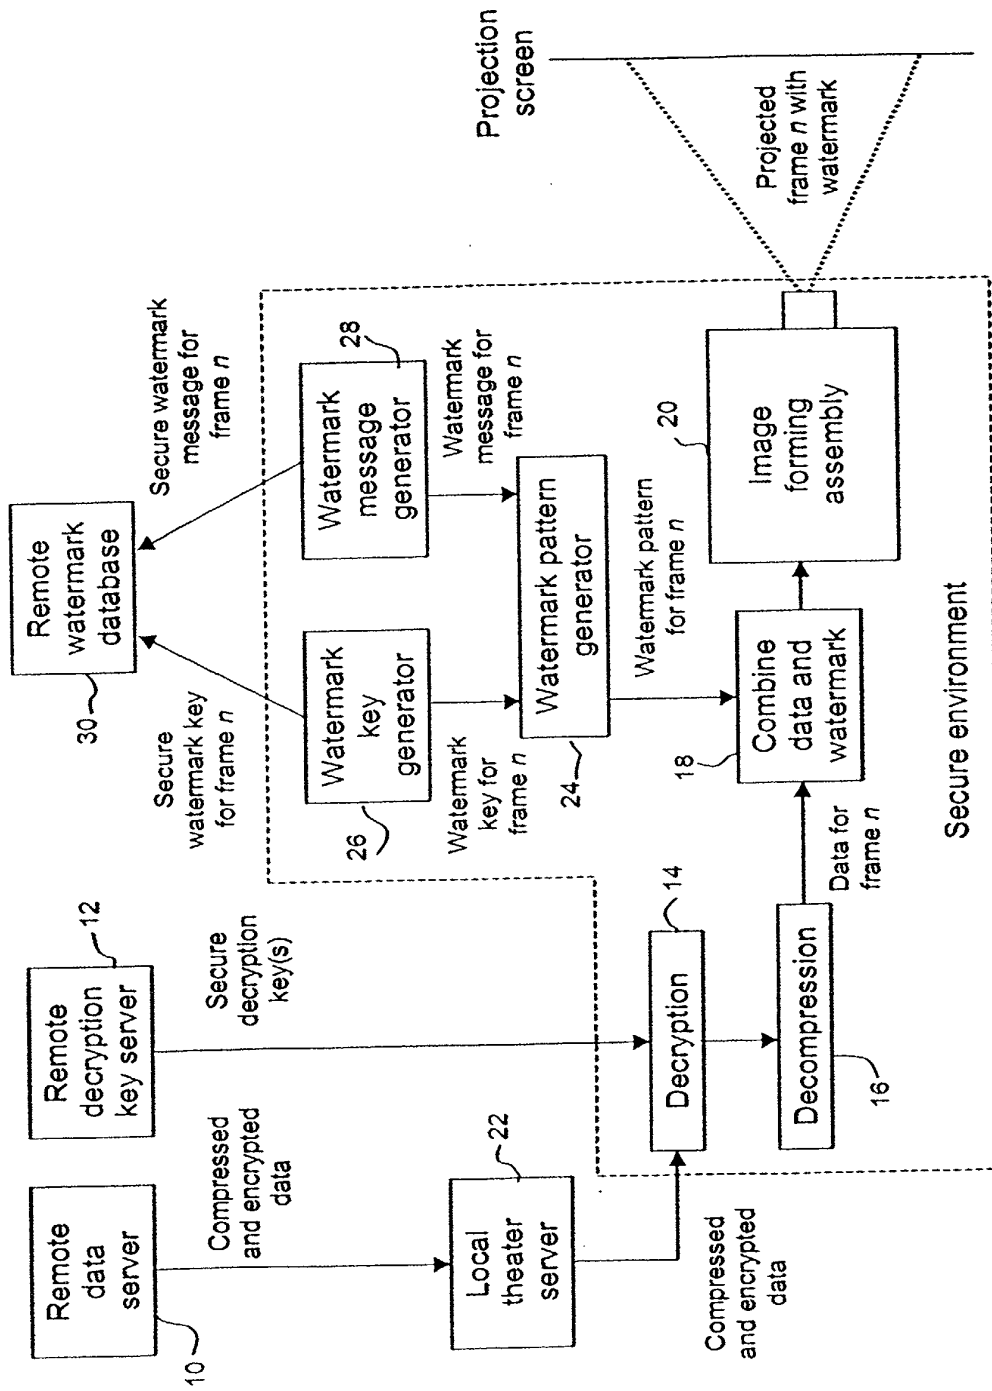 Remote
data
server
10
Remote
decryption
key server
12
Remote
watermark
database
30
Compressed
and encrypted
data
Secure
decryption
key(s)
Secure
watermark key
for frame n
Secure watermark
message for
frame n
Local
theater
server
22
Watermark
key
generator
26
Watermark
message
generator
28
Watermark
key for
frame n
Watermark
message for
frame n
Watermark pattern
generator
24
Watermark pattern
for frame n
Compressed
and encrypted
data
Decryption
14
Decompression
16
Data for
frame n
Combine
data and
watermark
18
Image
forming
assembly
20
Projection
screen
Projected
frame n with
watermark
Secure environment